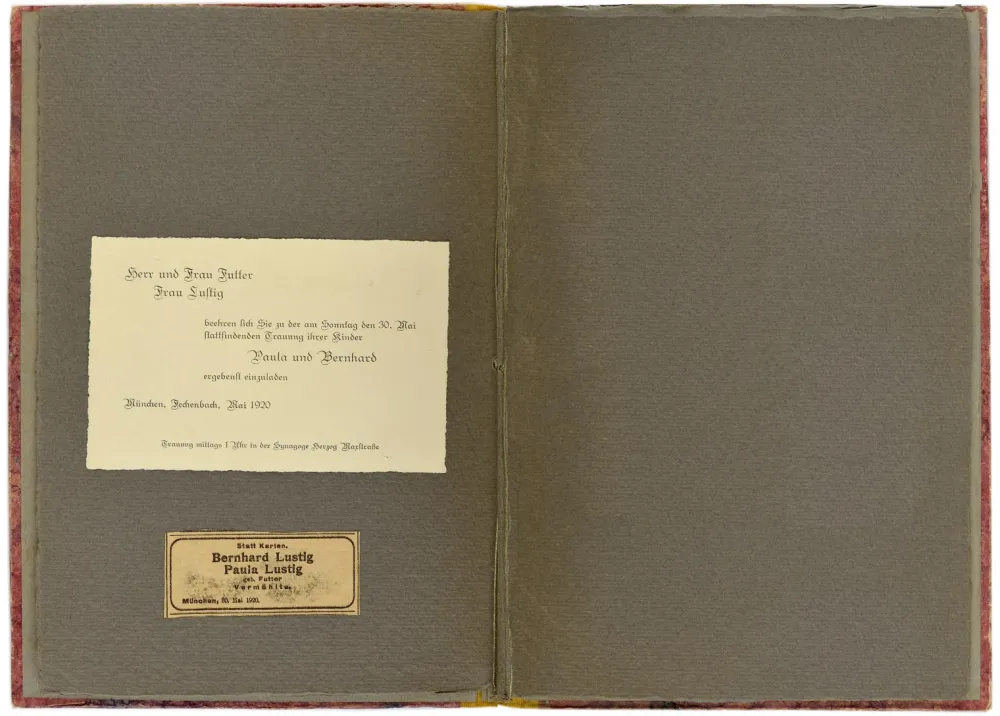 Herr und Frau Futter
Frau Lustig
beehren sich Sie zu der am Sonntag den 30. Mai
stattfindenden Trauung ihrer Kinder
Paula und Bernhard
ergebenst einzuladen
München, Fechenbach, Mai 1920
Trauung mittags 1 Uhr in der Synagoge Herzog Maxstraße
Statt Karten.
Bernhard Lustig
Paula Lustig
geb. Futter
Vermählte.
München, 30. Mai 1920.